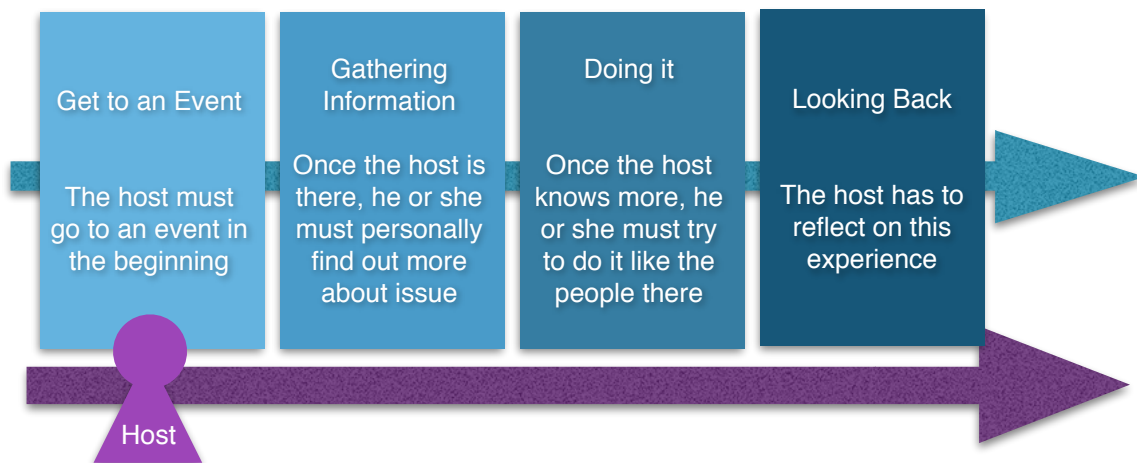 Get to an Event
The host must
go to an event in
the beginning
Gathering
Information
Once the host is
there, he or she
must personally
find out more
about issue
Doing it
Once the host
knows more, he
or she must try
to do it like the
people there
Looking Back
The host has to
reflect on this
experience
Host